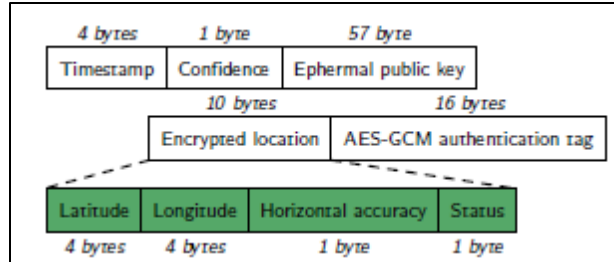 4 bytes 1 byte 57 byte
Timestamp Confidence Ephermal public key
10 bytes 16 bytes
Encrypted location AES-GCM authentication tag
Latitude Longitude Horizontal accuracy Status
4 bytes 4 bytes 1 byte 1 byte